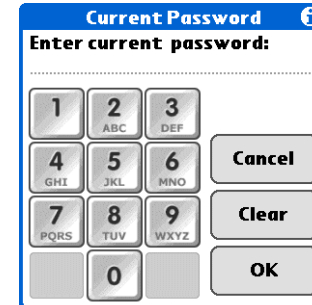 Current Password i
Enter current password:
1 2 3
ABC DEF
4 5 6 Cancel
GHI JKL MNO
7 8 9 Clear
PQRS TUV WXYZ
0 OK